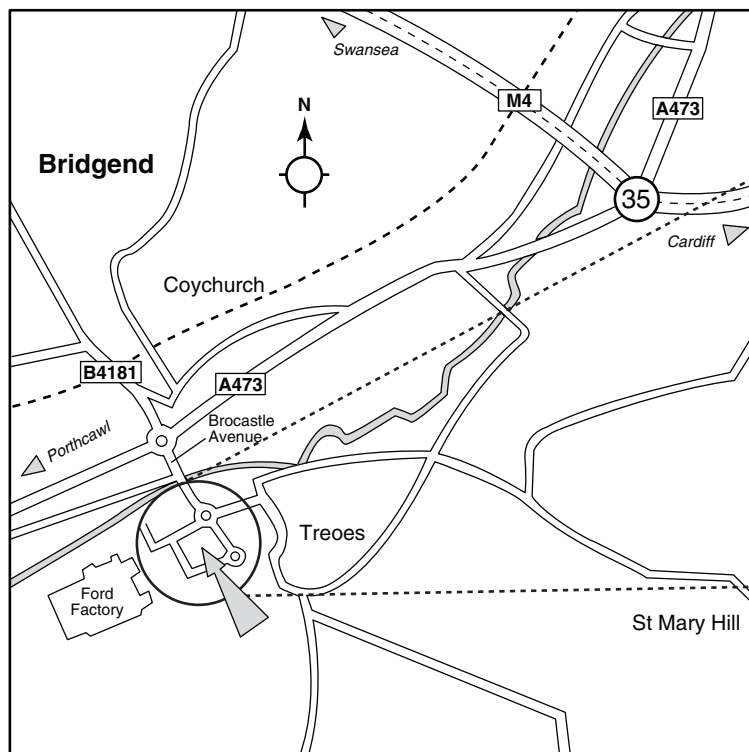 Swansea
M4
A473
N
Bridgend
35
Cardiff
Coychurch
B4181
A473
Brocastle
Avenue
Porthcawl
Treoes
Ford
Factory
St Mary Hill